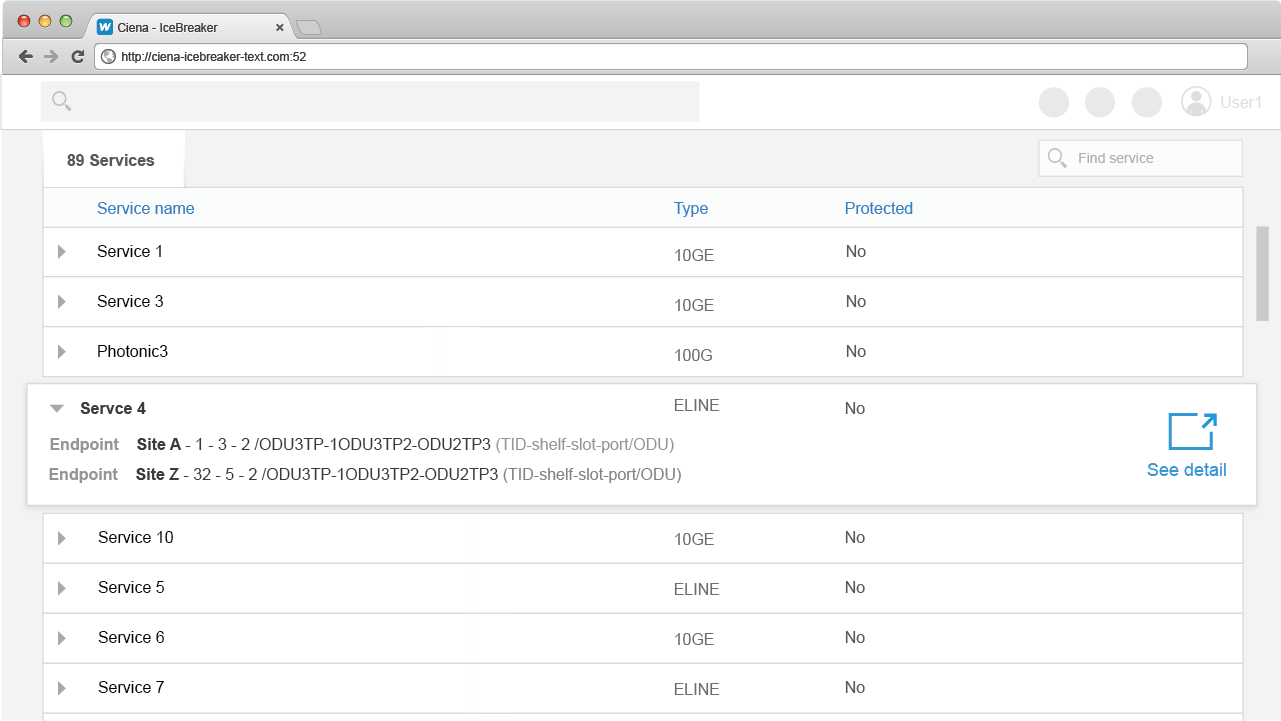 Ciena - IceBreaker
http://ciena-icebreaker-text.com:52
User1
89 Services
Find service
Service name Type Protected
Service 1 10GE No
Service 3 10GE No
Photonic3 100G No
Servce 4 ELINE No
Endpoint Site A - 1 - 3 - 2 /ODU3TP-1ODU3TP2-ODU2TP3 (TID-shelf-slot-port/ODU)
Endpoint Site Z - 32 - 5 - 2 /ODU3TP-1ODU3TP2-ODU2TP3 (TID-shelf-slot-port/ODU)
See detail
Service 10 10GE No
Service 5 ELINE No
Service 6 10GE No
Service 7 ELINE No